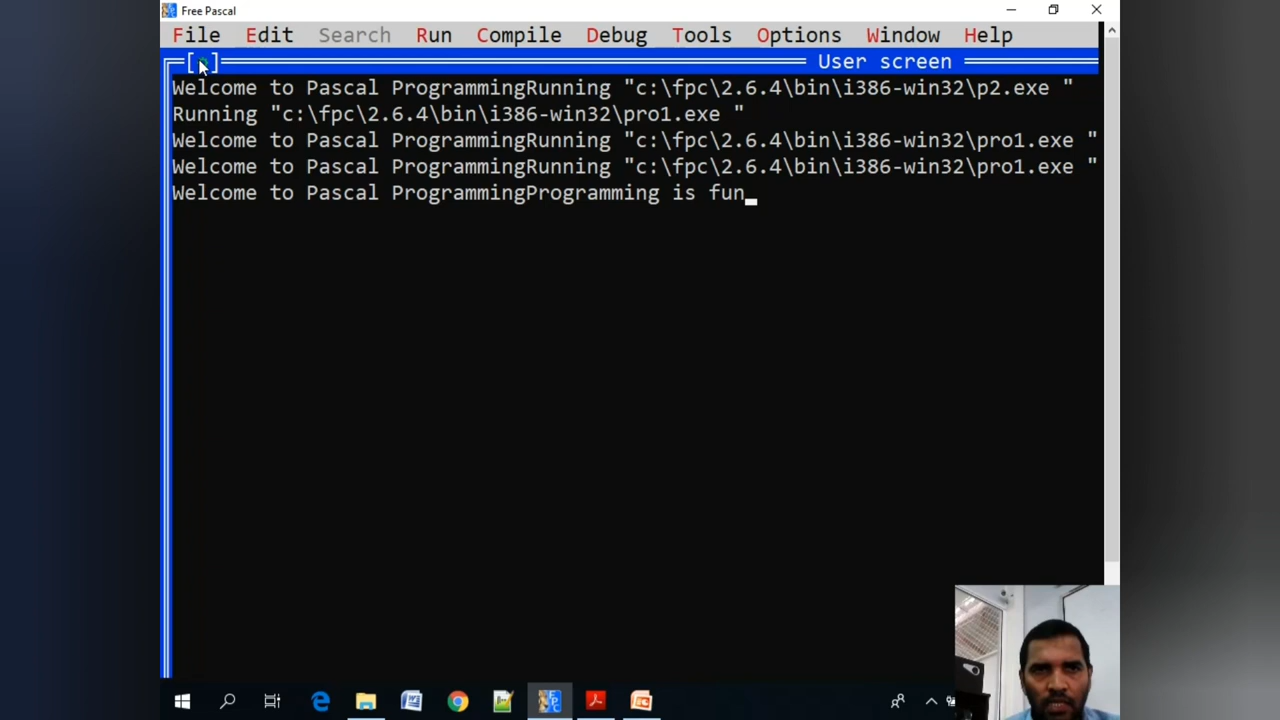 Free Pascal
File Edit Search Run Compile Debug Tools Options Window Help
User screen
Welcome to Pascal ProgrammingRunning "c:\fpc\2.6.4\bin\i386-win32\p2.exe "
Running "c:\fpc\2.6.4\bin\i386-win32\pro1.exe "
Welcome to Pascal ProgrammingRunning "c:\fpc\2.6.4\bin\i386-win32\pro1.exe "
Welcome to Pascal ProgrammingRunning "c:\fpc\2.6.4\bin\i386-win32\pro1.exe "
Welcome to Pascal ProgrammingProgramming is fun